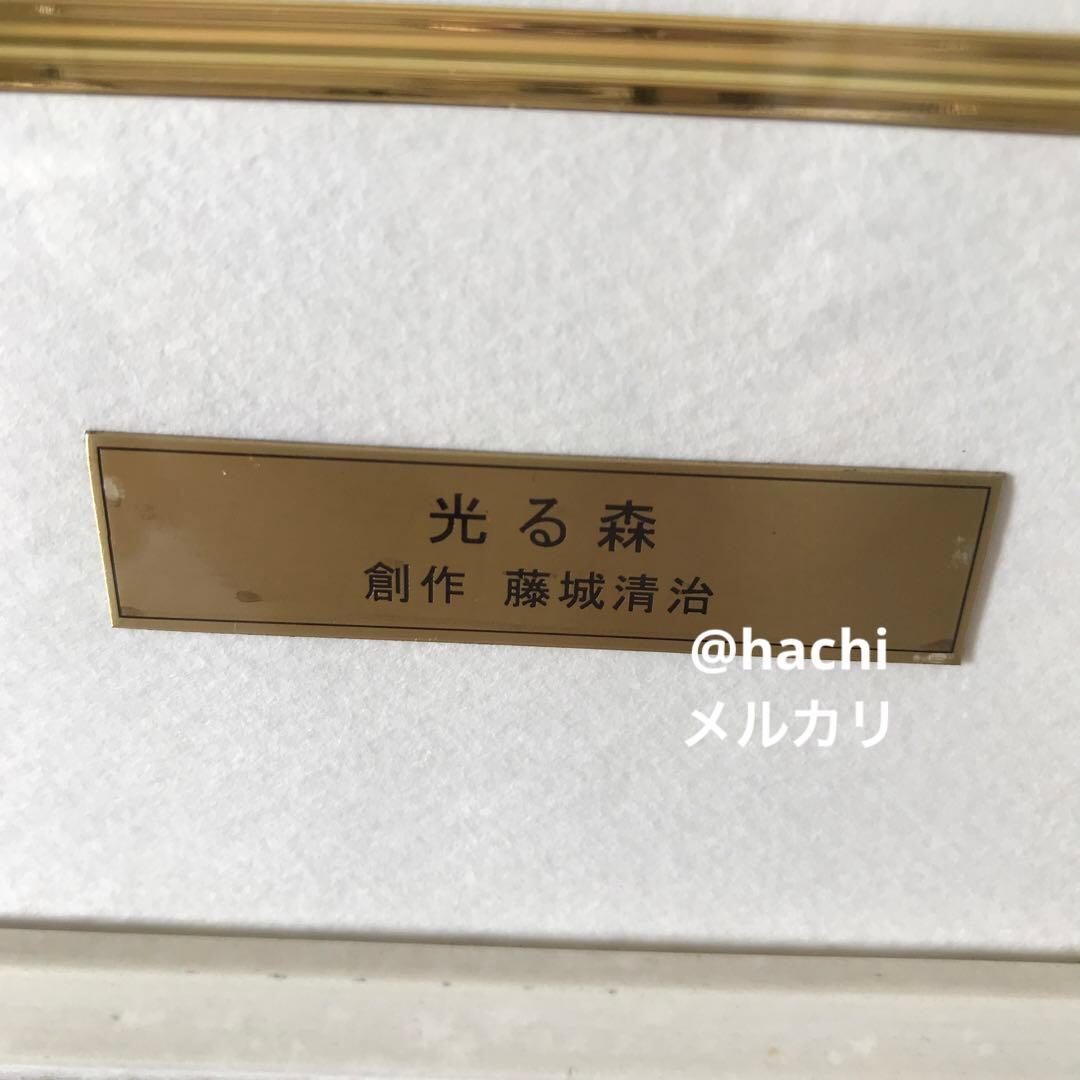 光る森
創作 藤城清治
@hachi
メルカリ